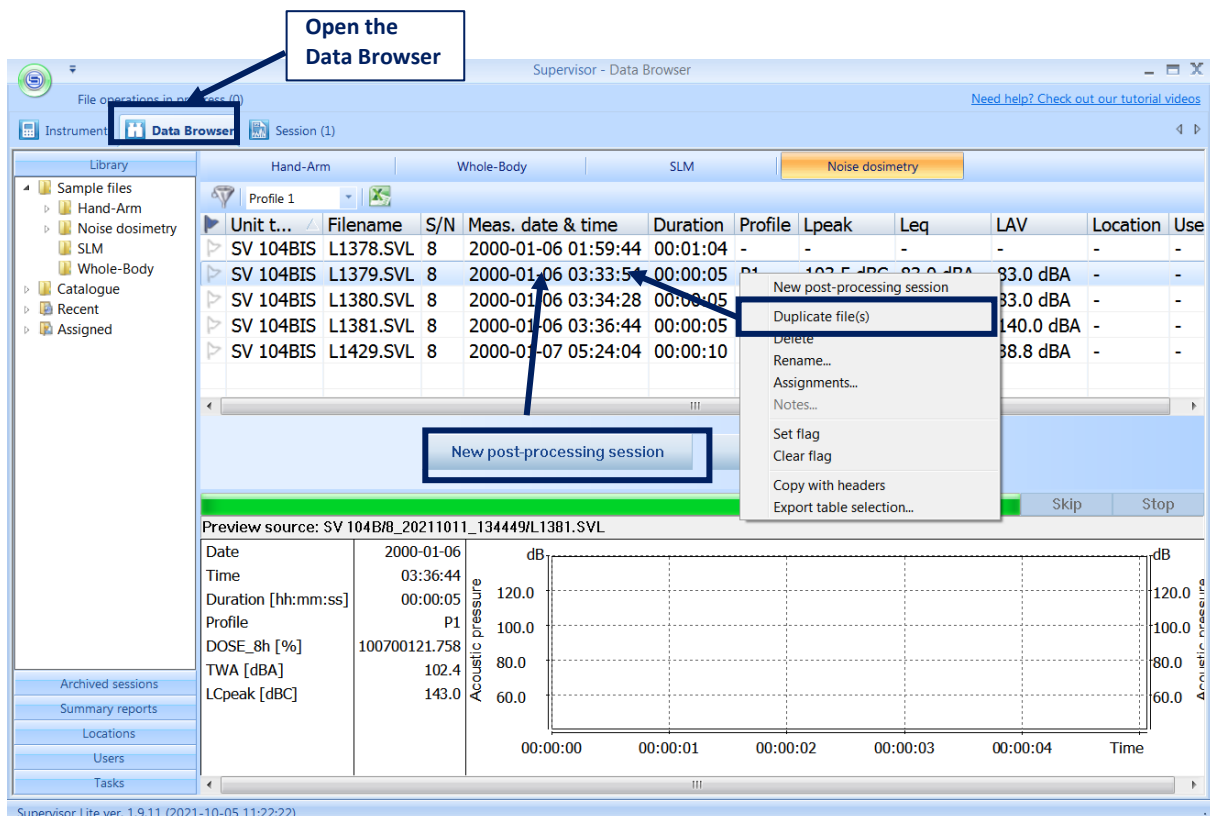 Open the
Data Browser
Supervisor - Data Browser
File operations in progress (0)
Need help? Check out our tutorial videos
Instrument Data Browser Session (1)
Library
Hand-Arm Whole-Body SLM Noise dosimetry
Sample files
Hand-Arm
Noise dosimetry
SLM
Whole-Body
Catalogue
Recent
Assigned
Profile 1
Unit t... Filename S/N Meas. date & time Duration Profile Lpeak Leq LAV Location Use
SV 104BIS L1378.SVL 8 2000-01-06 01:59:44 00:01:04 - - - - - -
SV 104BIS L1379.SVL 8 2000-01-06 03:33:54 00:00:05 P1 103.5 dBC 83.0 dBA 83.0 dBA - -
SV 104BIS L1380.SVL 8 2000-01-06 03:34:28 00:00:05 83.0 dBA - -
SV 104BIS L1381.SVL 8 2000-01-06 03:36:44 00:00:05 140.0 dBA - -
SV 104BIS L1429.SVL 8 2000-01-07 05:24:04 00:00:10 88.8 dBA - -
New post-processing session
Duplicate file(s)
Delete
Rename...
Assignments...
Notes...
Set flag
Clear flag
Copy with headers
Export table selection...
New post-processing session
Skip Stop
Preview source: SV 104B/8_20211011_134449/L1381.SVL
Date 2000-01-06
Time 03:36:44
Duration [hh:mm:ss] 00:00:05
Profile P1
DOSE_8h [%] 100700121.758
TWA [dBA] 102.4
LCpeak [dBC] 143.0
dB dB
120.0 120.0
100.0 100.0
80.0 80.0
60.0 60.0
Acoustic pressure
Acoustic pressure
00:00:00 00:00:01 00:00:02 00:00:03 00:00:04 Time
Archived sessions
Summary reports
Locations
Users
Tasks
Supervisor Lite ver. 1.9.11 (2021-10-05 11:22:22)